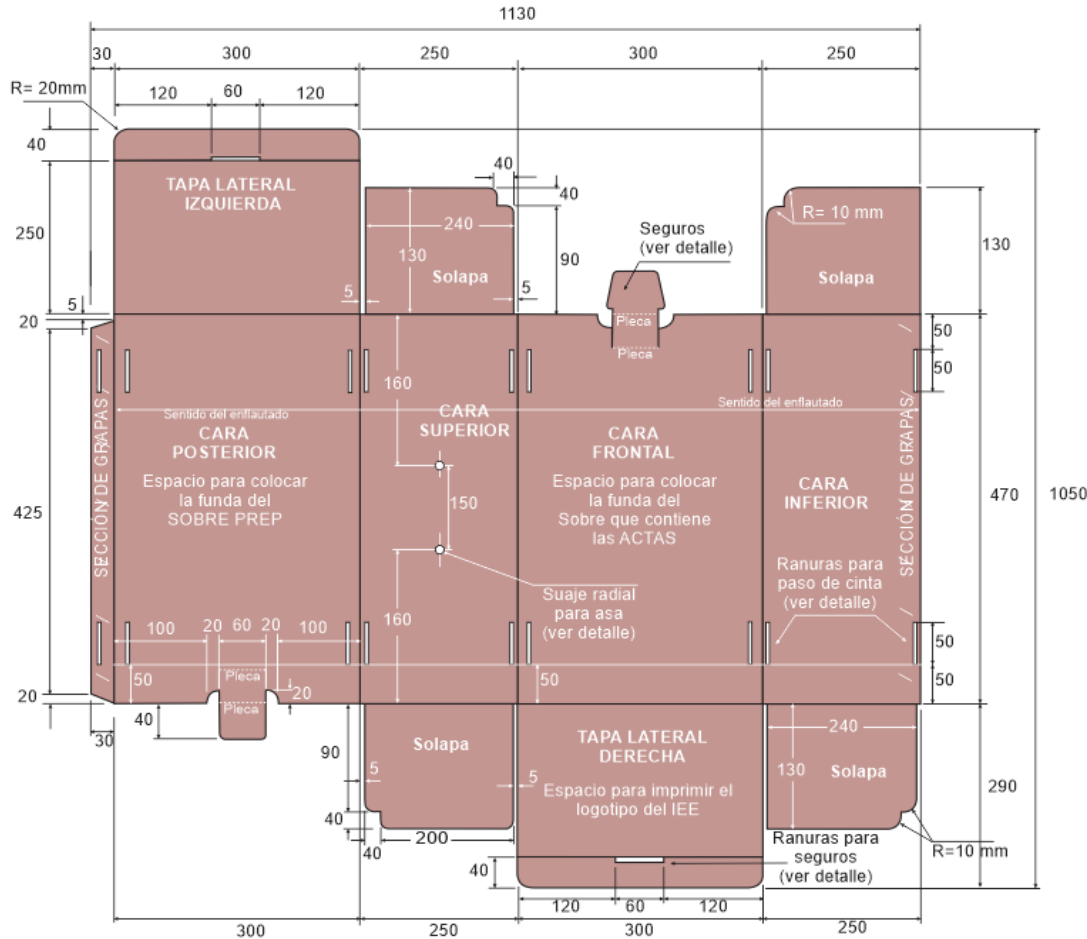 1130
30
300
250
300
250
R= 20mm
120
60
120
40
TAPA LATERAL
IZQUIERDA
40
40
R= 10 mm
250
240
Seguros
(ver detalle)
130
130
90
Solapa
Solapa
5
5
5
20
Pleca
50
Pleca
50
160
Sentido del enflautado
Sentido del enflautado
CARA
SUPERIOR
CARA
POSTERIOR
CARA
FRONTAL
SECCIÓN DE GRAPAS
SECCIÓN DE GRAPAS
Espacio para colocar
la funda del
SOBRE PREP
Espacio para colocar
la funda del
Sobre que contiene
las ACTAS
CARA
INFERIOR
425
150
470
1050
Suaje radial
para asa
(ver detalle)
Ranuras para
paso de cinta
(ver detalle)
160
100
20
60
20
100
50
Pleca
50
20
50
50
20
Pleca
40
30
90
Solapa
TAPA LATERAL
DERECHA
240
5
5
130
Solapa
290
Espacio para imprimir el
logotipo del IEE
40
200
40
Ranuras para
seguros
(ver detalle)
R=10 mm
40
120
60
120
300
250
300
250